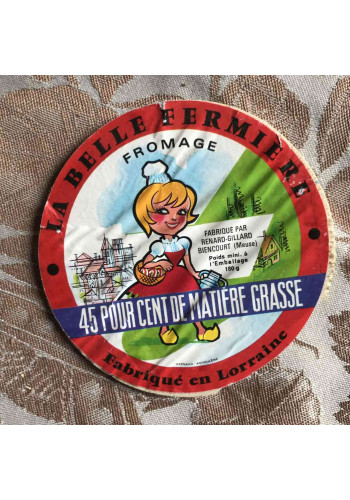 LA BELLE FERMIÈRE
FROMAGE
FABRIQUÉ PAR
RENARD-GILLARD
BIENCOURT (Meuse)
Poids mini. à
l'Emballage
180 g
45 POUR CENT DE MATIÈRE GRASSE
Fabriqué en Lorraine